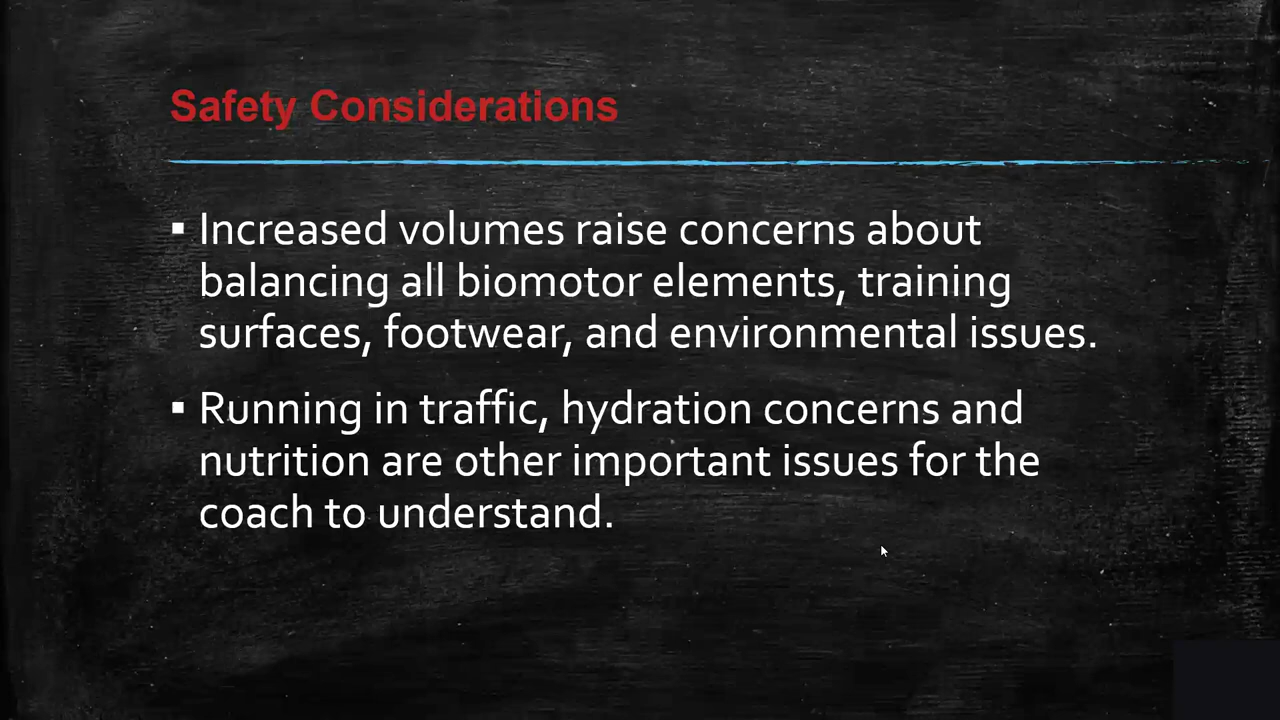 Safety Considerations
▪ Increased volumes raise concerns about
balancing all biomotor elements, training
surfaces, footwear, and environmental issues.
▪ Running in traffic, hydration concerns and
nutrition are other important issues for the
coach to understand.